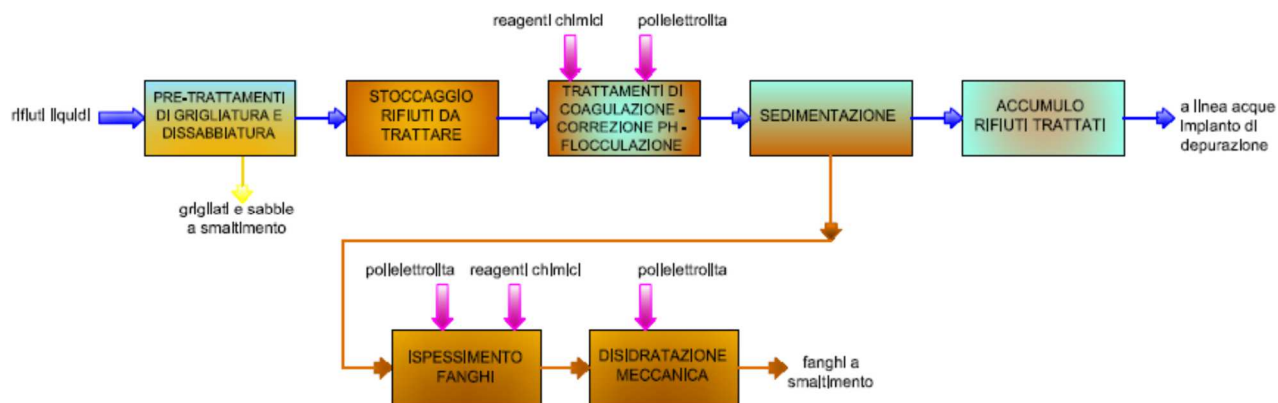 reagenti chimici
polielettrolita
rifiuti liquidi
PRE-TRATTAMENTI
DI GRIGLIATURA E
DISSABBIATURA
STOCCAGGIO
RIFIUTI DA
TRATTARE
TRATTAMENTI DI
COAGULAZIONE -
CORREZIONE PH -
FLOCCULAZIONE
SEDIMENTAZIONE
ACCUMULO
RIFIUTI TRATTATI
a linea acque
impianto di
depurazione
grigliati e sabbie
a smaltimento
polielettrolita
reagenti chimici
polielettrolita
ISPESSIMENTO
FANGHI
DISIDRATAZIONE
MECCANICA
fanghi a
smaltimento